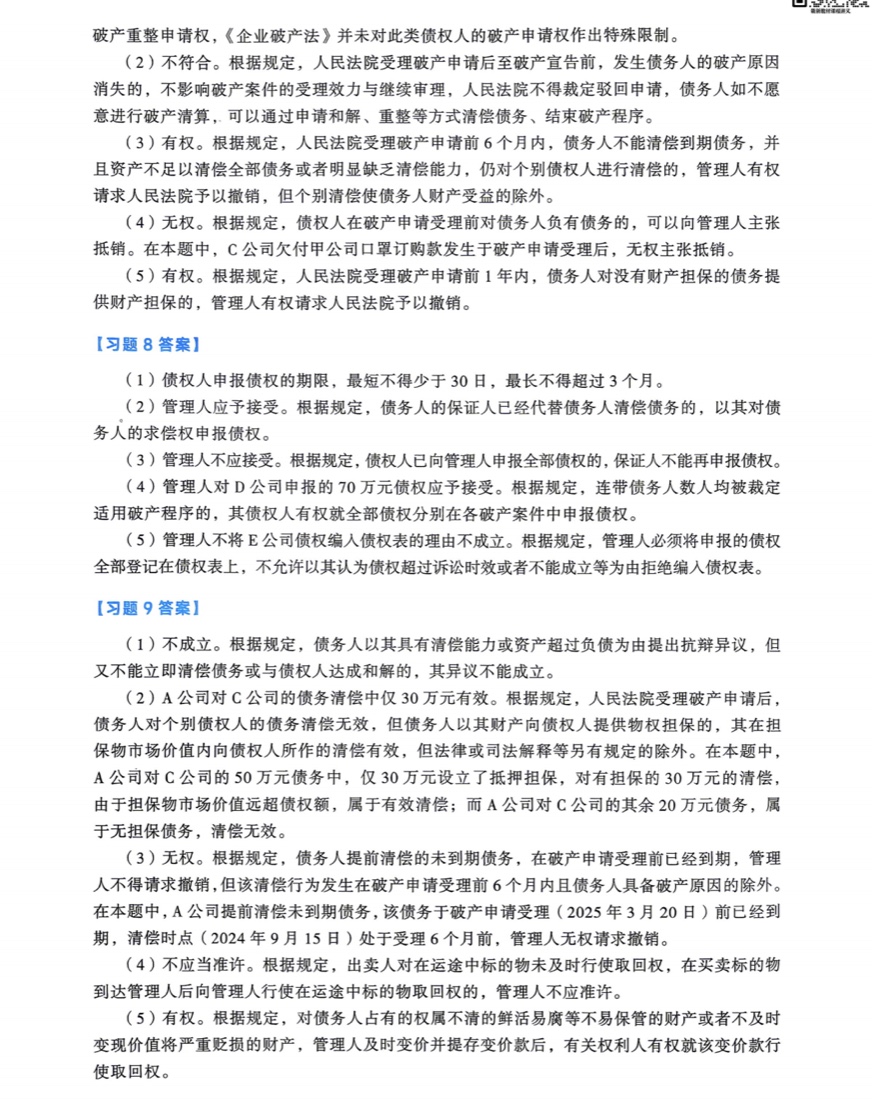 破产重整申请权，《企业破产法》并未对此类债权人的破产申请权作出特殊限制。
（2）不符合。根据规定，人民法院受理破产申请后至破产宣告前，发生债务人的破产原因
消失的，不影响破产案件的受理效力与继续审理，人民法院不得裁定驳回申请，债务人如不愿
意进行破产清算，可以通过申请和解、重整等方式清偿债务、结束破产程序。
（3）有权。根据规定，人民法院受理破产申请前 6 个月内，债务人不能清偿到期债务，并
且资产不足以清偿全部债务或者明显缺乏清偿能力，仍对个别债权人进行清偿的，管理人有权
请求人民法院予以撤销，但个别清偿使债务人财产受益的除外。
（4）无权。根据规定，债权人在破产申请受理前对债务人负有债务的，可以向管理人主张
抵销。在本题中，C 公司欠付甲公司口罩订购款发生于破产申请受理后，无权主张抵销。
（5）有权。根据规定，人民法院受理破产申请前 1 年内，债务人对没有财产担保的债务提
供财产担保的，管理人有权请求人民法院予以撤销。
【习题 8 答案】
（1）债权人申报债权的期限，最短不得少于 30 日，最长不得超过 3 个月。
（2）管理人应予接受。根据规定，债务人的保证人已经代替债务人清偿债务的，以其对债
务人的求偿权申报债权。
（3）管理人不应接受。根据规定，债权人已向管理人申报全部债权的，保证人不能再申报债权。
（4）管理人对 D 公司申报的 70 万元债权应予接受。根据规定，连带债务人数人均被裁定
适用破产程序的，其债权人有权就全部债权分别在各破产案件中申报债权。
（5）管理人不将 E 公司债权编入债权表的理由不成立。根据规定，管理人必须将申报的债权
全部登记在债权表上，不允许以其认为债权超过诉讼时效或者不能成立等为由拒绝编入债权表。
【习题 9 答案】
（1）不成立。根据规定，债务人以其具有清偿能力或资产超过负债为由提出抗辩异议，但
又不能立即清偿债务或与债权人达成和解的，其异议不能成立。
（2）A 公司对 C 公司的债务清偿中仅 30 万元有效。根据规定，人民法院受理破产申请后，
债务人对个别债权人的债务清偿无效，但债务人以其财产向债权人提供物权担保的，其在担
保物市场价值内向债权人所作的清偿有效，但法律或司法解释等另有规定的除外。在本题中，
A 公司对 C 公司的 50 万元债务中，仅 30 万元设立了抵押担保，对有担保的 30 万元的清偿，
由于担保物市场价值远超债权额，属于有效清偿；而 A 公司对 C 公司的其余 20 万元债务，属
于无担保债务，清偿无效。
（3）无权。根据规定，债务人提前清偿的未到期债务，在破产申请受理前已经到期，管理
人不得请求撤销，但该清偿行为发生在破产申请受理前 6 个月内且债务人具备破产原因的除外。
在本题中，A 公司提前清偿未到期债务，该债务于破产申请受理（2025 年 3 月 20 日）前已经到
期，清偿时点（2024 年 9 月 15 日）处于受理 6 个月前，管理人无权请求撤销。
（4）不应当准许。根据规定，出卖人对在运途中标的物未及时行使取回权，在买卖标的物
到达管理人后向管理人行使在运途中标的物取回权的，管理人不应准许。
（5）有权。根据规定，对债务人占有的权属不清的鲜活易腐等不易保管的财产或者不及时
变现价值将严重贬损的财产，管理人及时变价并提存变价款后，有关权利人有权就该变价款行
使取回权。